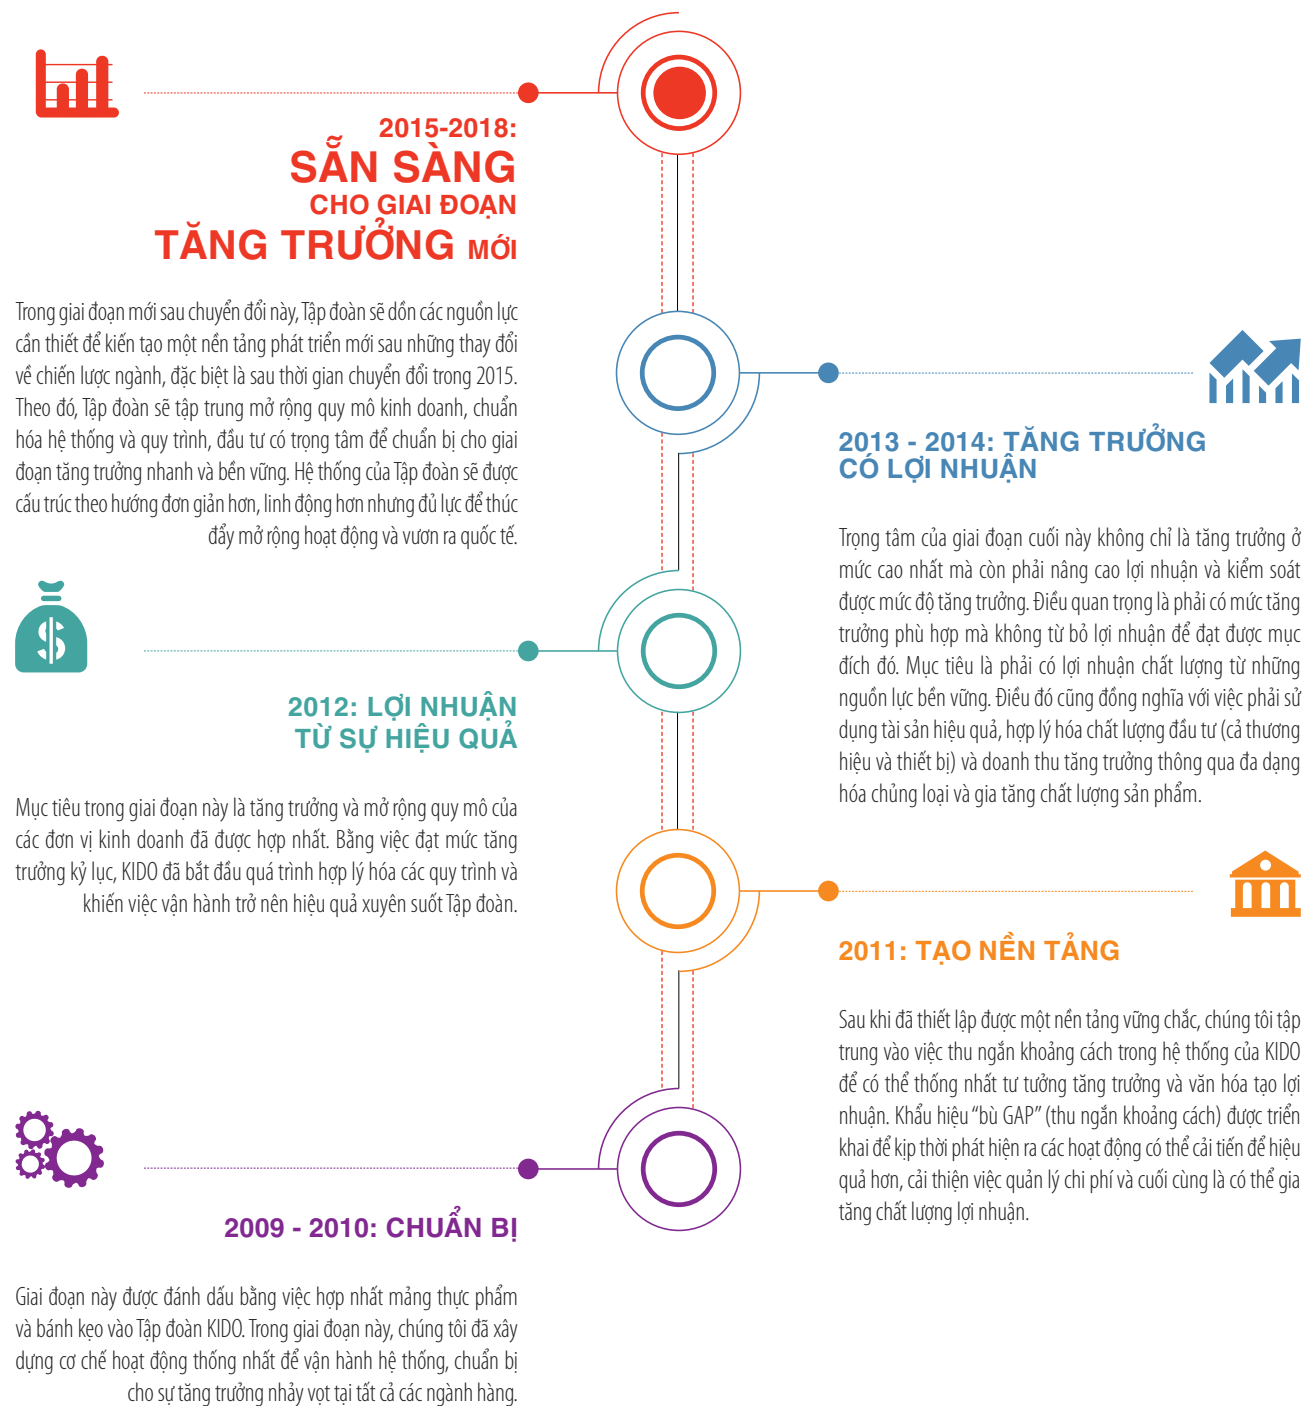 2015-2018:
SẴN SÀNG
CHO GIAI ĐOẠN
TĂNG TRƯỞNG MỚI
Trong giai đoạn mới sau chuyển đổi này, Tập đoàn sẽ dồn các nguồn lực
cần thiết để kiến tạo một nền tảng phát triển mới sau những thay đổi
về chiến lược ngành, đặc biệt là sau thời gian chuyển đổi trong 2015.
Theo đó, Tập đoàn sẽ tập trung mở rộng quy mô kinh doanh, chuẩn
hóa hệ thống và quy trình, đầu tư có trọng tâm để chuẩn bị cho giai
đoạn tăng trưởng nhanh và bền vững. Hệ thống của Tập đoàn sẽ được
cấu trúc theo hướng đơn giản hơn, linh động hơn nhưng đủ lực để thúc
đẩy mở rộng hoạt động và vươn ra quốc tế.
2013 - 2014: TĂNG TRƯỞNG
CÓ LỢI NHUẬN
Trọng tâm của giai đoạn cuối này không chỉ là tăng trưởng ở
mức cao nhất mà còn phải nâng cao lợi nhuận và kiểm soát
được mức độ tăng trưởng. Điều quan trọng là phải có mức tăng
trưởng phù hợp mà không từ bỏ lợi nhuận để đạt được mục
đích đó. Mục tiêu là phải có lợi nhuận chất lượng từ những
nguồn lực bền vững. Điều đó cũng đồng nghĩa với việc phải sử
dụng tài sản hiệu quả, hợp lý hóa chất lượng đầu tư (cả thương
hiệu và thiết bị) và doanh thu tăng trưởng thông qua đa dạng
hóa chủng loại và gia tăng chất lượng sản phẩm.
2012: LỢI NHUẬN
TỪ SỰ HIỆU QUẢ
Mục tiêu trong giai đoạn này là tăng trưởng và mở rộng quy mô của
các đơn vị kinh doanh đã được hợp nhất. Bằng việc đạt mức tăng
trưởng kỷ lục, KIDO đã bắt đầu quá trình hợp lý hóa các quy trình và
khiến việc vận hành trở nên hiệu quả xuyên suốt Tập đoàn.
2011: TẠO NỀN TẢNG
Sau khi đã thiết lập được một nền tảng vững chắc, chúng tôi tập
trung vào việc thu ngắn khoảng cách trong hệ thống của KIDO
để có thể thống nhất tư tưởng tăng trưởng và văn hóa tạo lợi
nhuận. Khẩu hiệu “bù GAP” (thu ngắn khoảng cách) được triển
khai để kịp thời phát hiện ra các hoạt động có thể cải tiến để hiệu
quả hơn, cải thiện việc quản lý chi phí và cuối cùng là có thể gia
tăng chất lượng lợi nhuận.
2009 - 2010: CHUẨN BỊ
Giai đoạn này được đánh dấu bằng việc hợp nhất mảng thực phẩm
và bánh kẹo vào Tập đoàn KIDO. Trong giai đoạn này, chúng tôi đã xây
dựng cơ chế hoạt động thống nhất để vận hành hệ thống, chuẩn bị
cho sự tăng trưởng nhảy vọt tại tất cả các ngành hàng.